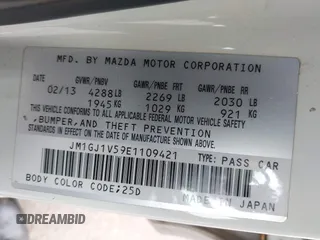 MFD. BY MAZDA MOTOR CORPORATION
GVWR/PNBV GAWR/PNBE FRT GAWR/PNBE RR
02/13 4288 LB 2269 LB 2030 LB
1945 KG 1029 KG 921 KG
THIS VEHICLE CONFORMS TO ALL APPLICABLE FEDERAL MOTOR VEHICLE SAFETY,
BUMPER, AND THEFT PREVENTION
STANDARDS IN EFFECT ON THE DATE OF MANUFACTURE SHOWN ABOVE.
JM1GJ1V59E1109421 TYPE: PASS CAR
BODY COLOR CODE;25D MADE IN JAPAN
DREAMBID